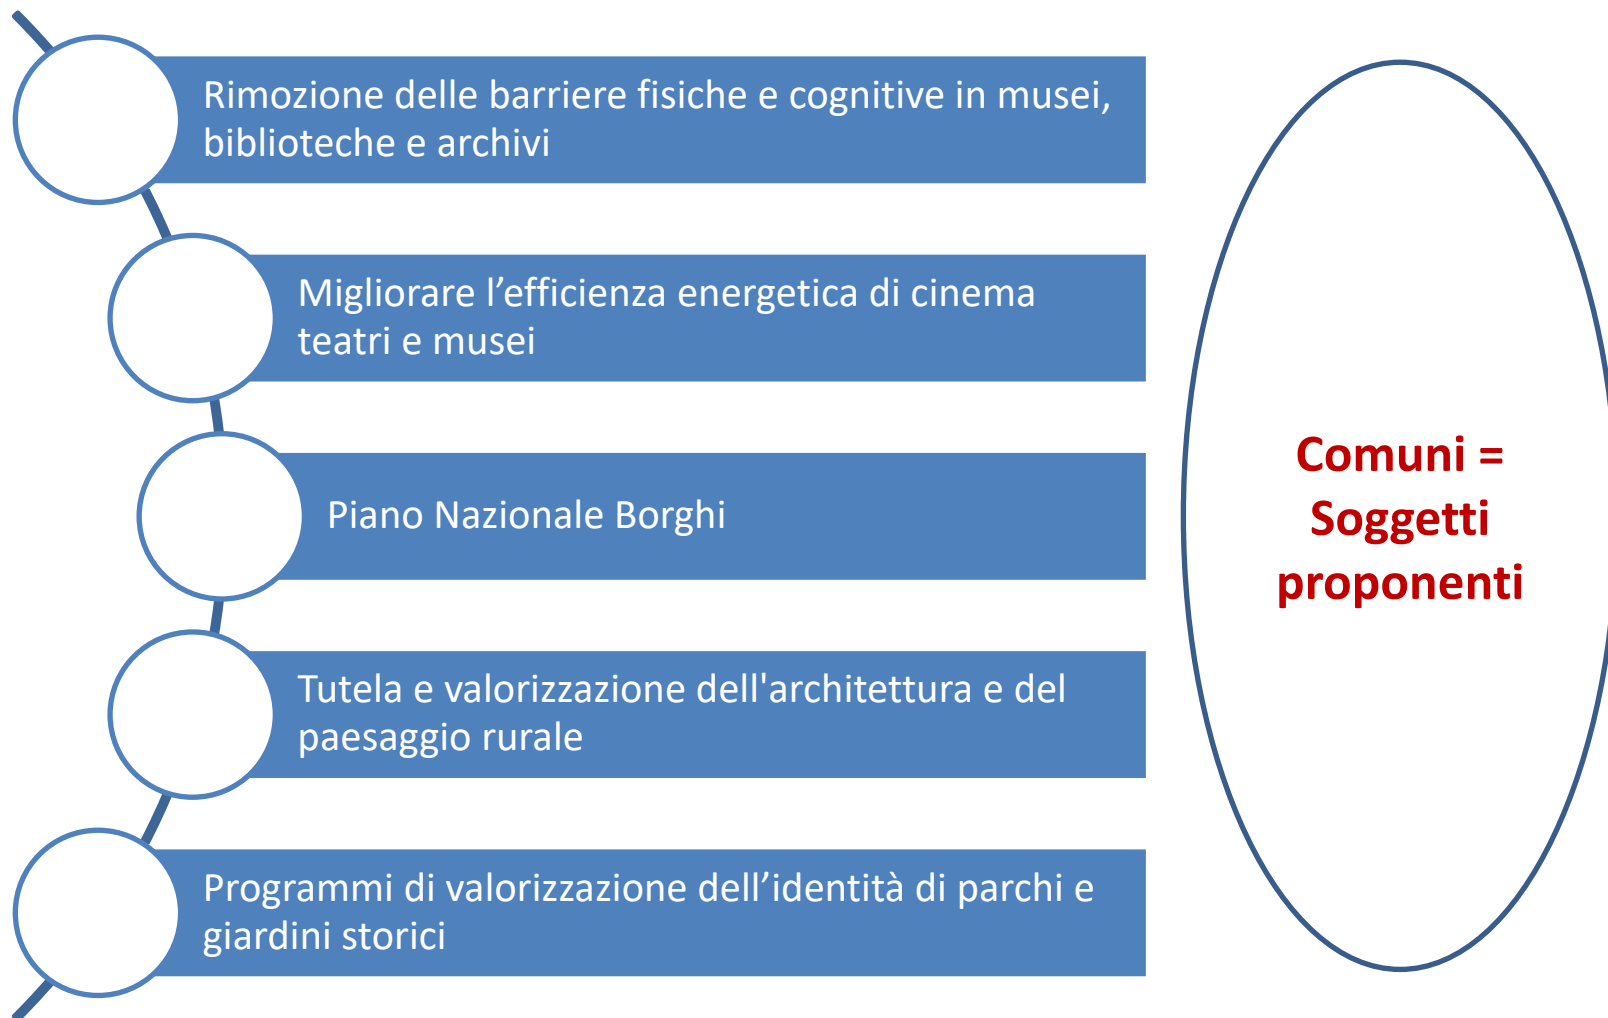 Rimozione delle barriere fisiche e cognitive in musei,
biblioteche e archivi
Migliorare l’efficienza energetica di cinema
teatri e musei
Piano Nazionale Borghi
Tutela e valorizzazione dell'architettura e del
paesaggio rurale
Programmi di valorizzazione dell’identità di parchi e
giardini storici
Comuni =
Soggetti
proponenti